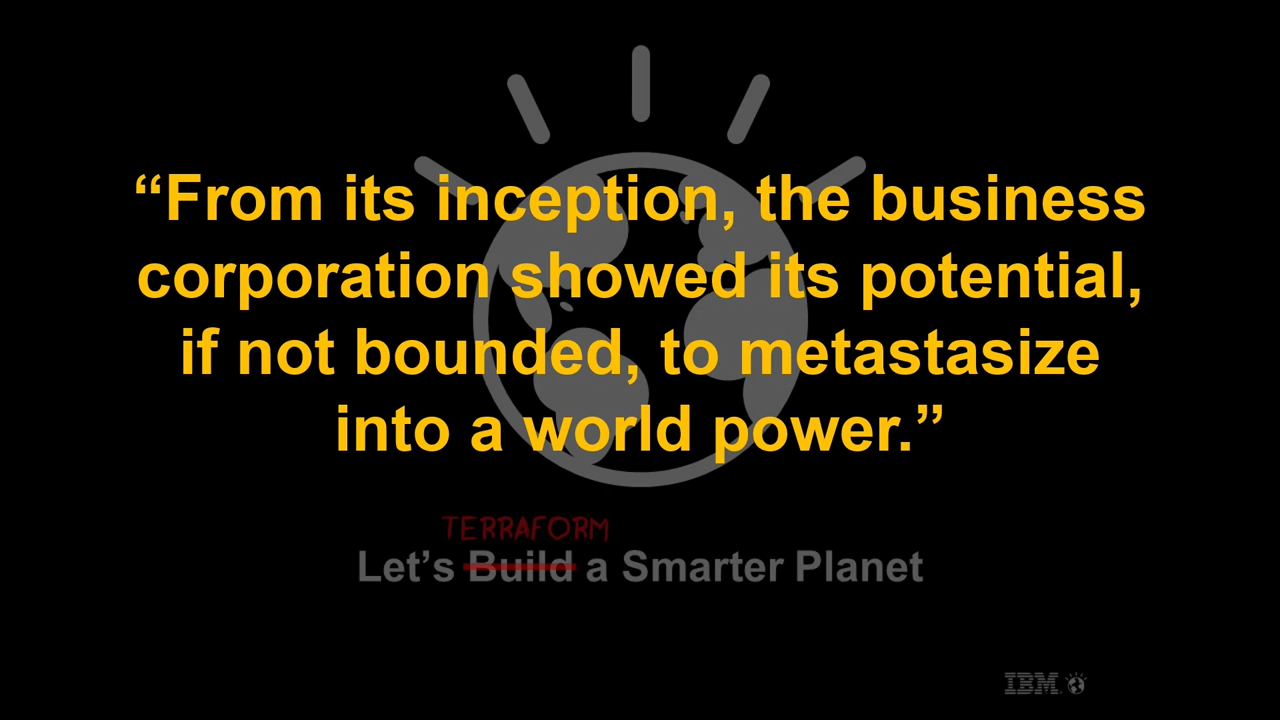 “From its inception, the business
corporation showed its potential,
if not bounded, to metastasize
into a world power.”
TERRAFORM
Let’s Build a Smarter Planet
IBM